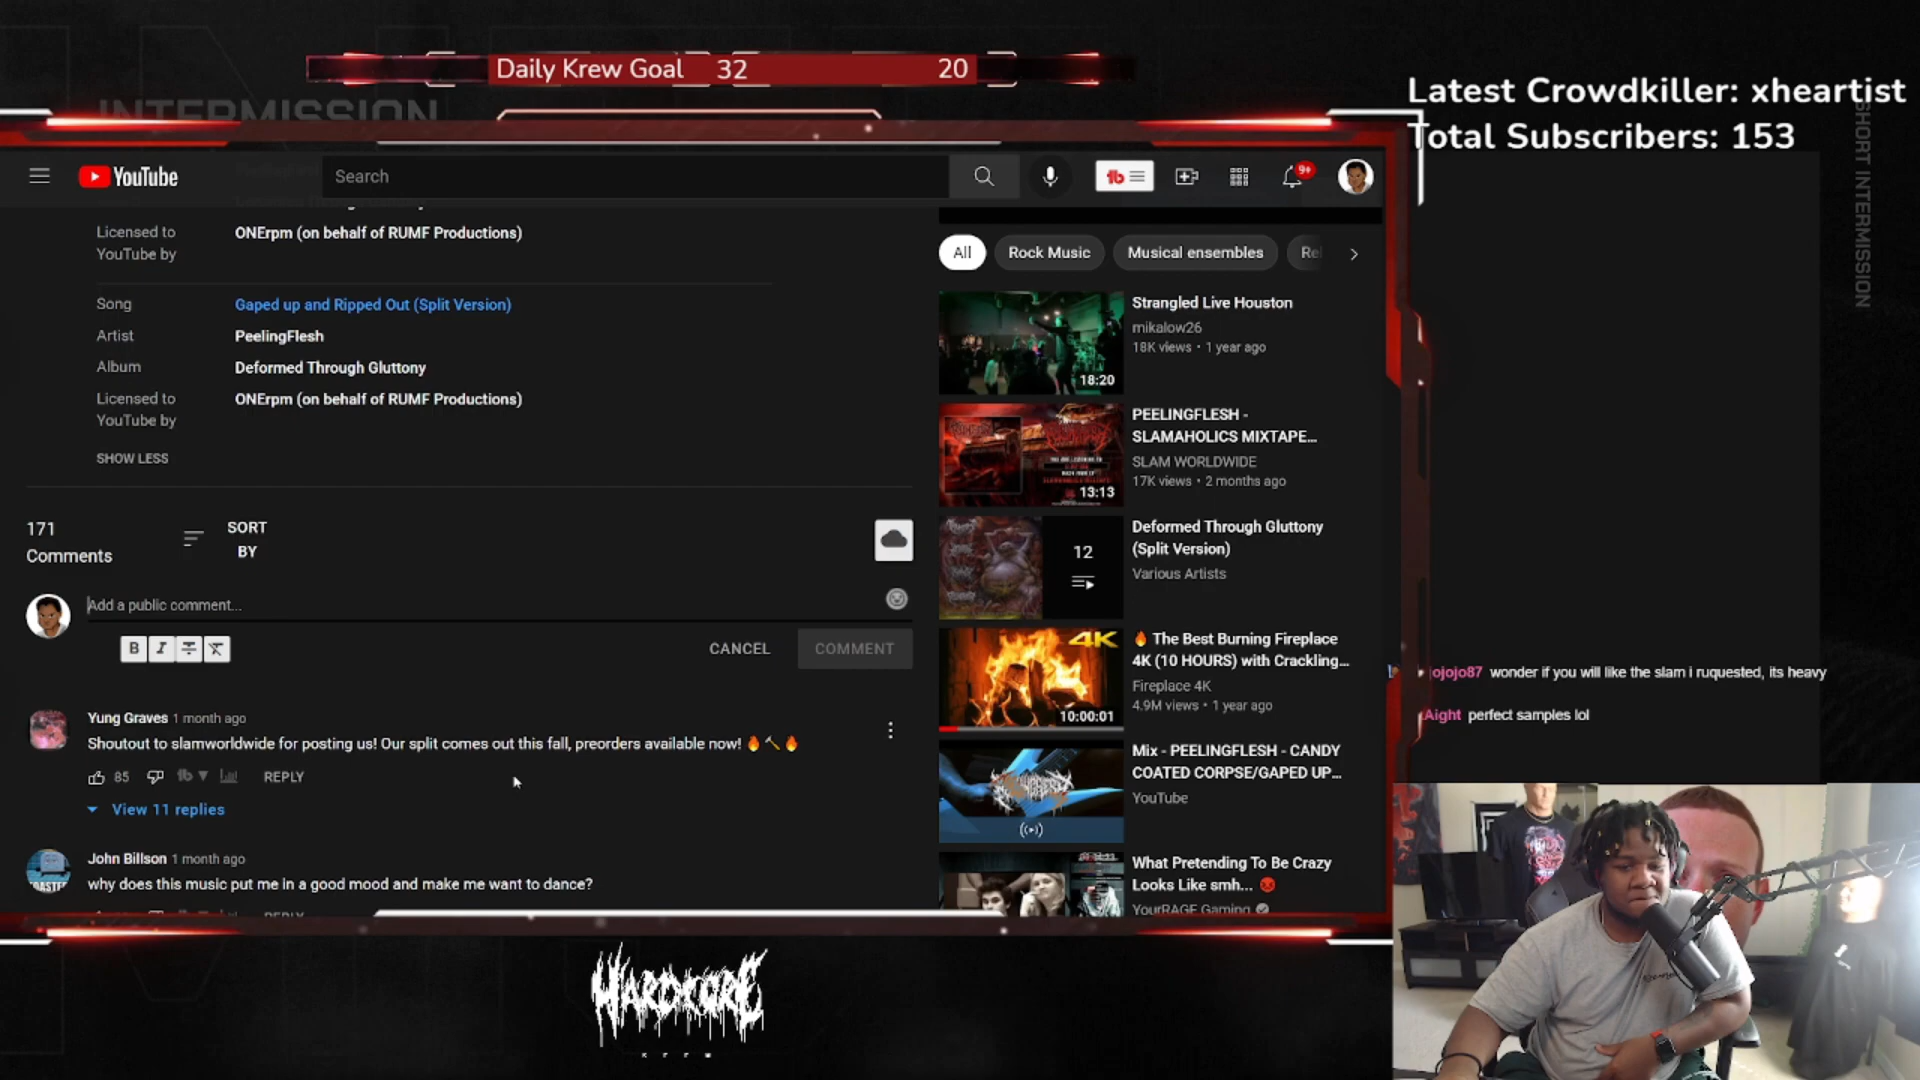 Daily Krew Goal 32 20
INTERMISSION
Latest Crowdkiller: xheartist
Total Subscribers: 153
SHORT INTERMISSION
YouTube
Search
9+
Licensed to YouTube by
ONErpm (on behalf of RUMF Productions)
Song Gaped up and Ripped Out (Split Version)
Artist PeelingFlesh
Album Deformed Through Gluttony
Licensed to YouTube by
ONErpm (on behalf of RUMF Productions)
SHOW LESS
171 Comments
SORT BY
Add a public comment...
B I
CANCEL COMMENT
Yung Graves 1 month ago
Shoutout to slamworldwide for posting us! Our split comes out this fall, preorders available now! 🔥🔨🔥
85 REPLY
View 11 replies
John Billson 1 month ago
why does this music put me in a good mood and make me want to dance?
REPLY
All Rock Music Musical ensembles
Strangled Live Houston
mikalow26
18K views • 1 year ago
18:20
PEELINGFLESH -
SLAMAHOLICS MIXTAPE...
SLAM WORLDWIDE
17K views • 2 months ago
13:13
Deformed Through Gluttony
(Split Version)
Various Artists
12
🔥 The Best Burning Fireplace
4K (10 HOURS) with Crackling...
Fireplace 4K
4.9M views • 1 year ago
4K
10:00:01
Mix - PEELINGFLESH - CANDY
COATED CORPSE/GAPED UP...
YouTube
What Pretending To Be Crazy
Looks Like smh... 
YourRAGE Gaming
ojojo87 wonder if you will like the slam i ruquested, its heavy
Aight perfect samples lol
HARDCORE
KREW